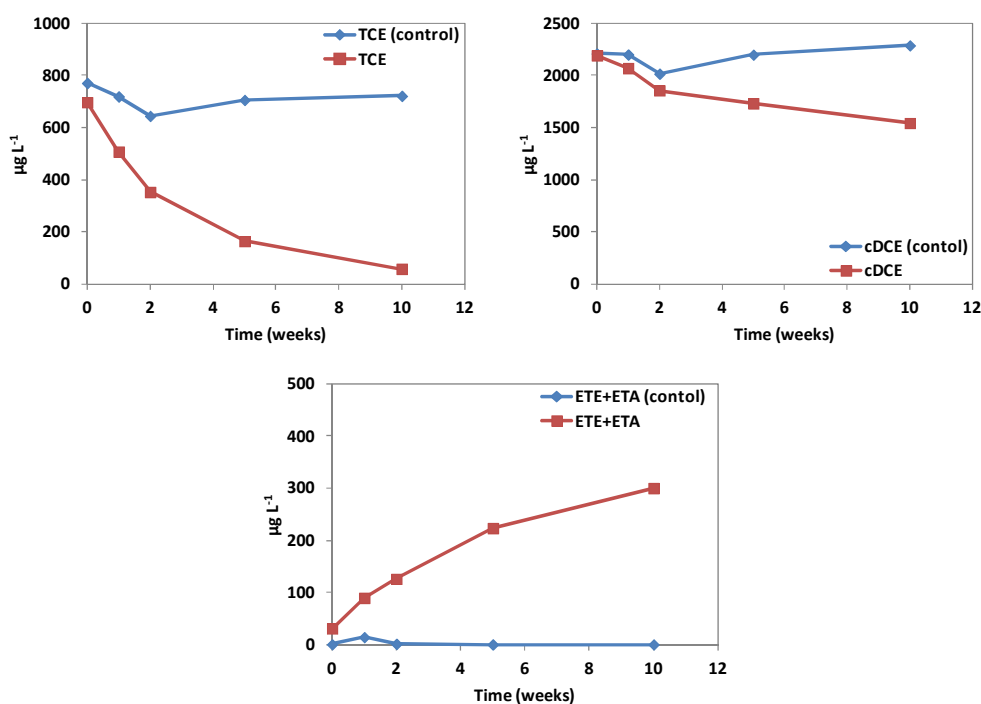 1000
800
600
400
200
0
µg L-1
0 2 4 6 8 10 12
Time (weeks)
TCE (control)
TCE
2500
2000
1500
1000
500
0
µg L-1
0 2 4 6 8 10 12
Time (weeks)
cDCE (contol)
cDCE
500
400
300
200
100
0
µg L-1
0 2 4 6 8 10 12
Time (weeks)
ETE+ETA (contol)
ETE+ETA